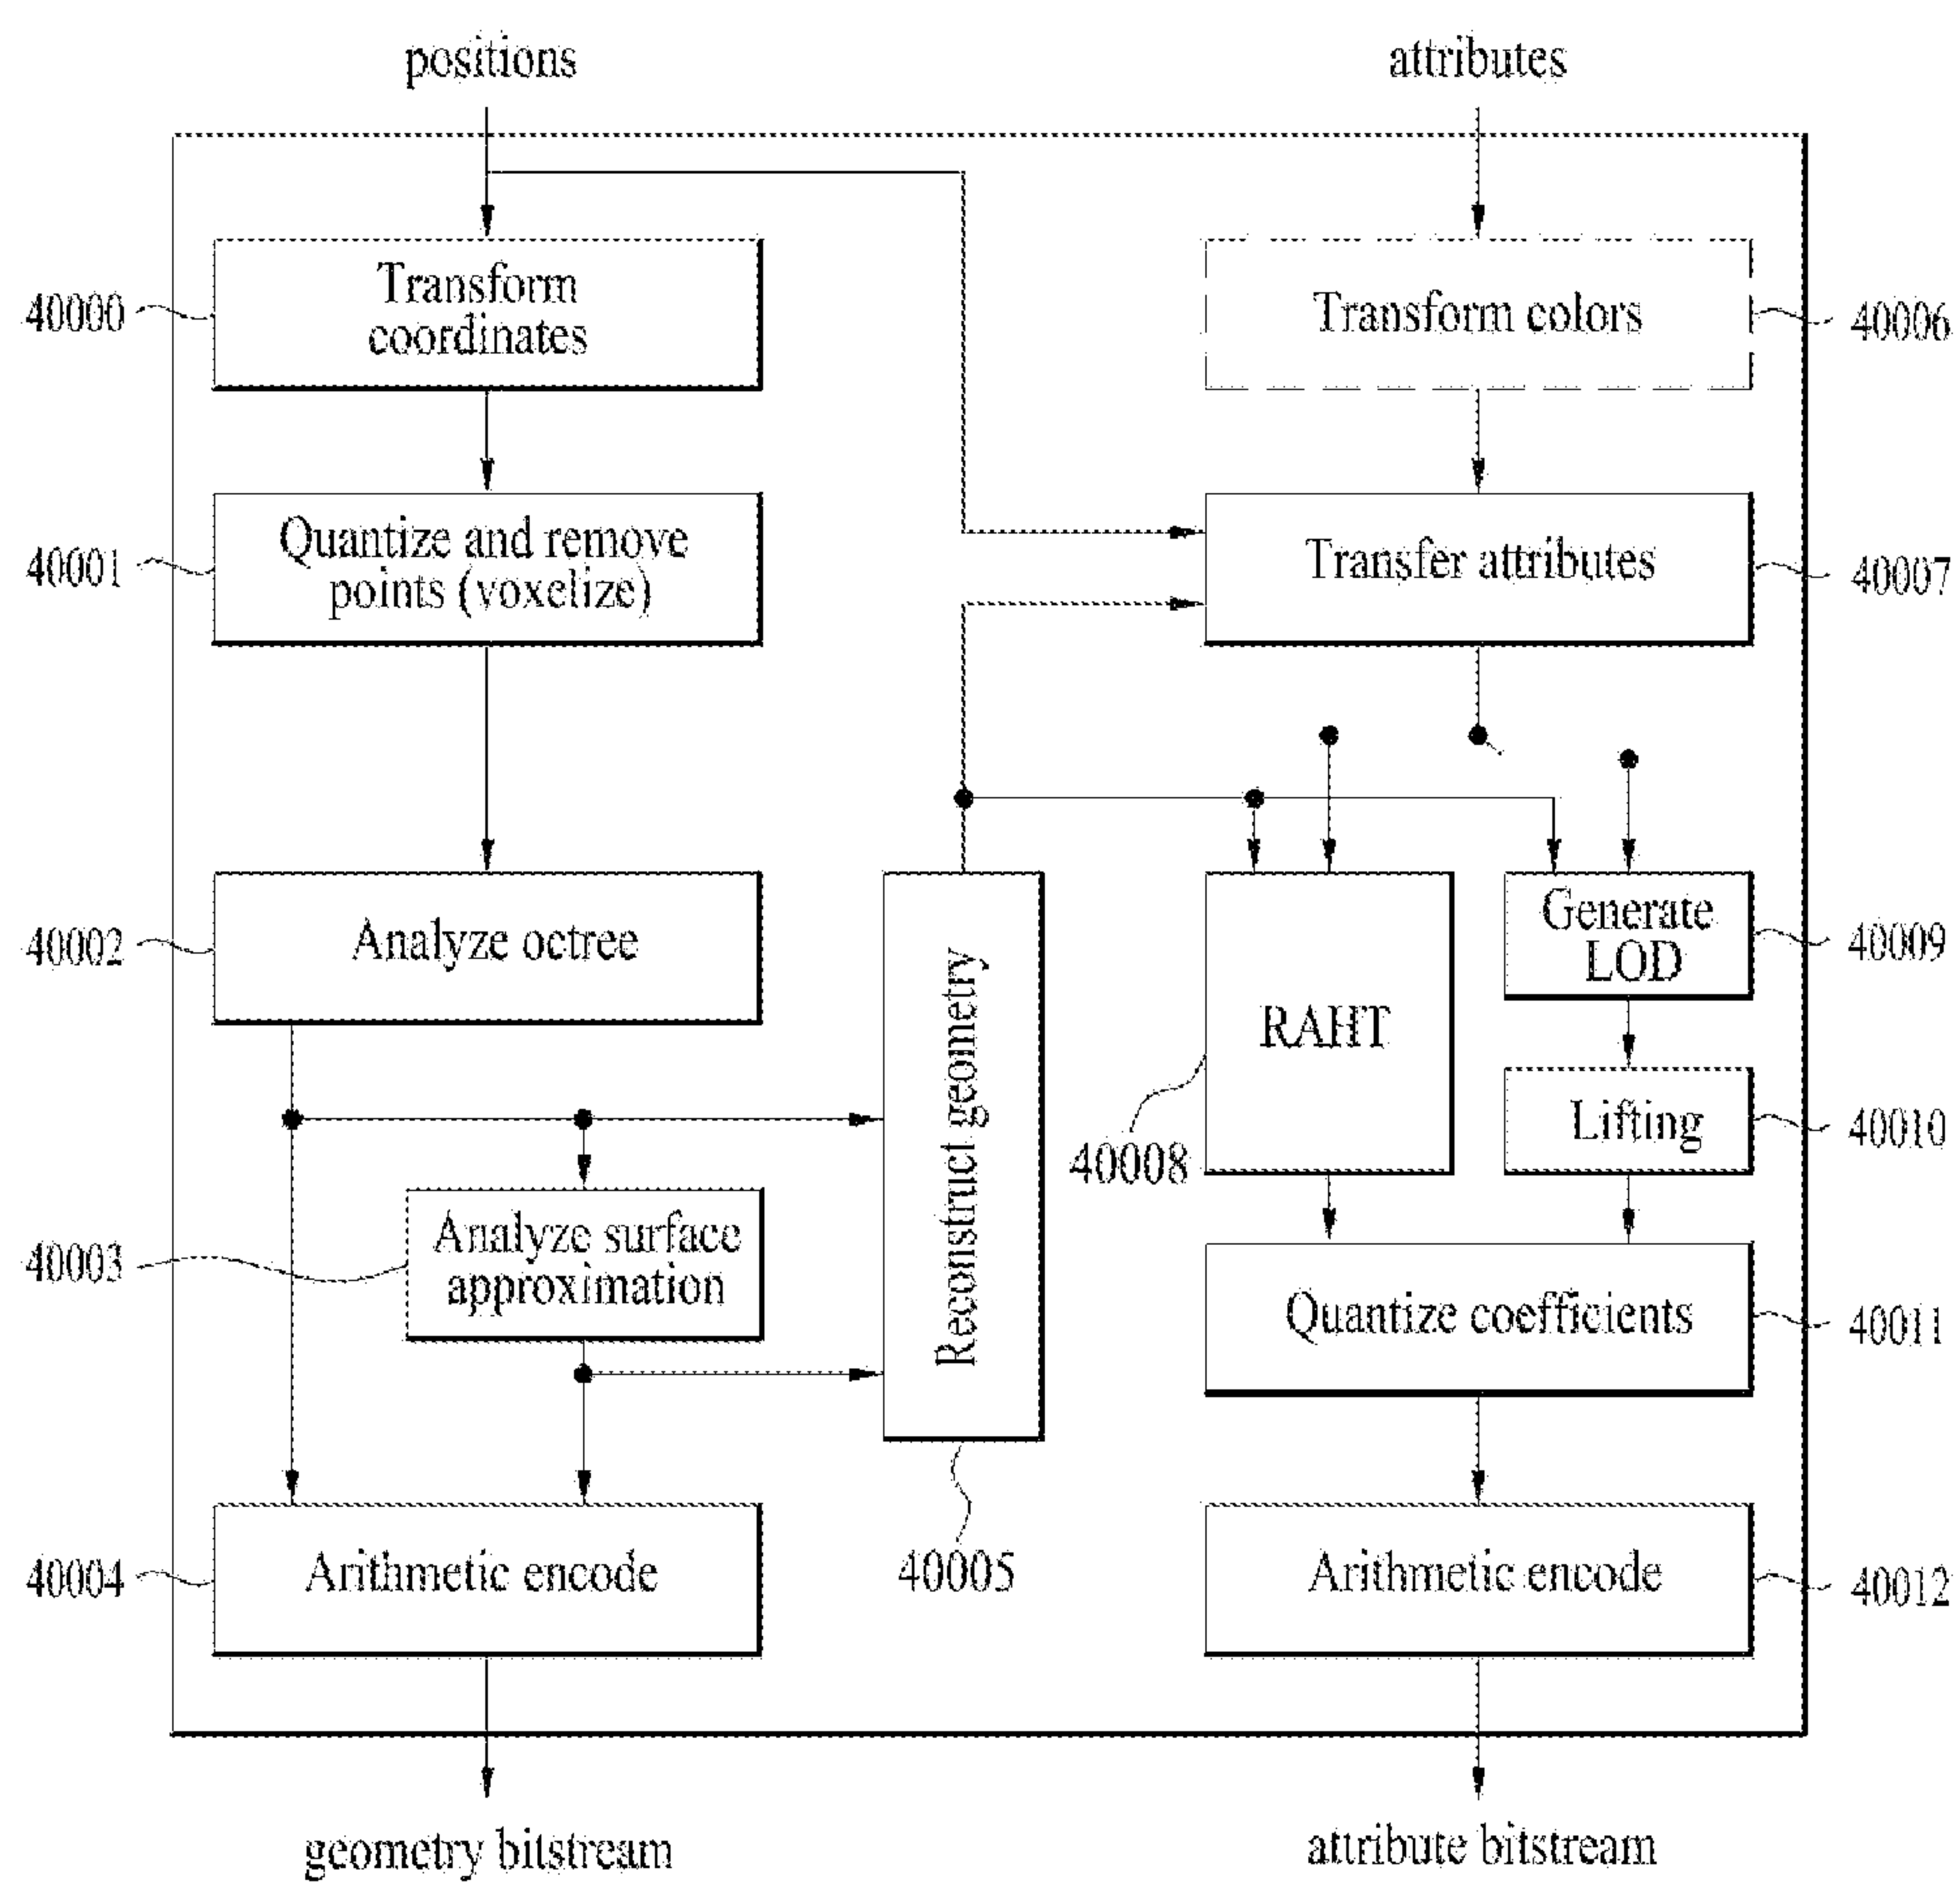 positions
attributes
Transform
coordinates
40000
Transform colors
40006
Quantize and remove
points (voxelize)
40001
Transfer attributes
40007
Analyze octree
40002
Reconstruct geometry
40005
RAHT
40008
Generate
LOD
40009
Lifting
40010
Analyze surface
approximation
40003
Quantize coefficients
40011
Arithmetic encode
40004
Arithmetic encode
40012
geometry bitstream
attribute bitstream